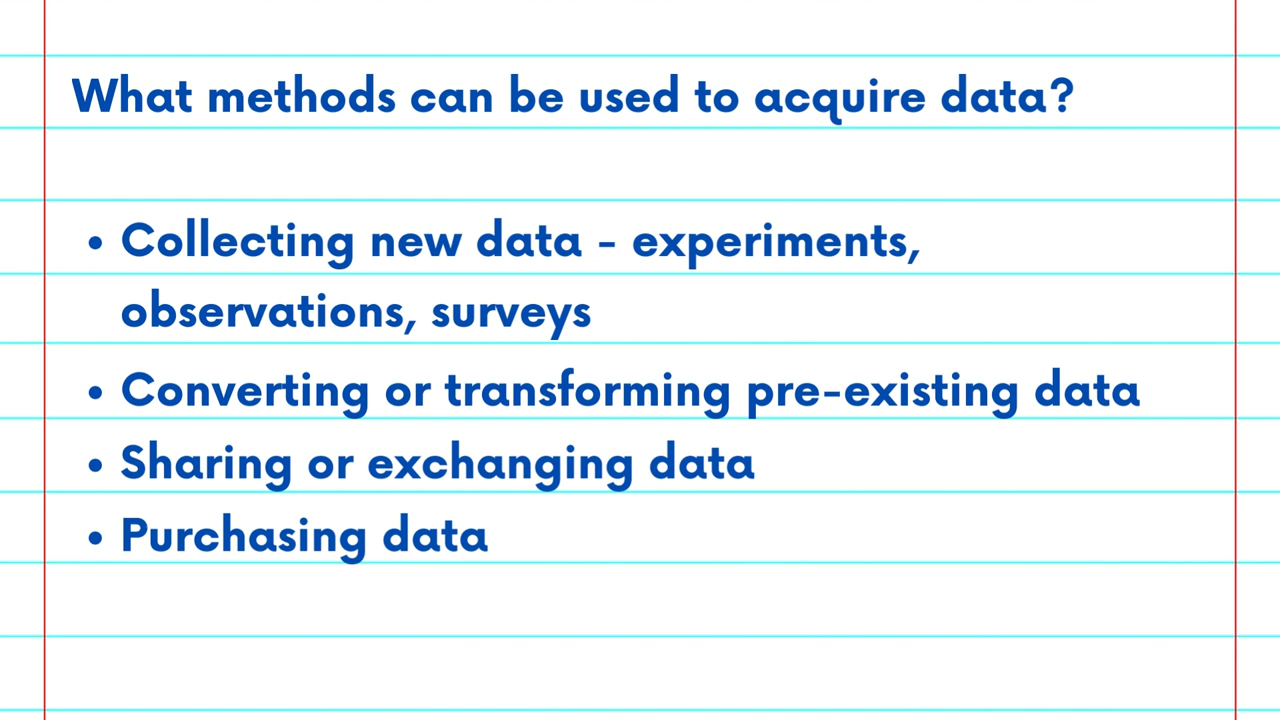 What methods can be used to acquire data?
• Collecting new data - experiments,
observations, surveys
• Converting or transforming pre-existing data
• Sharing or exchanging data
• Purchasing data